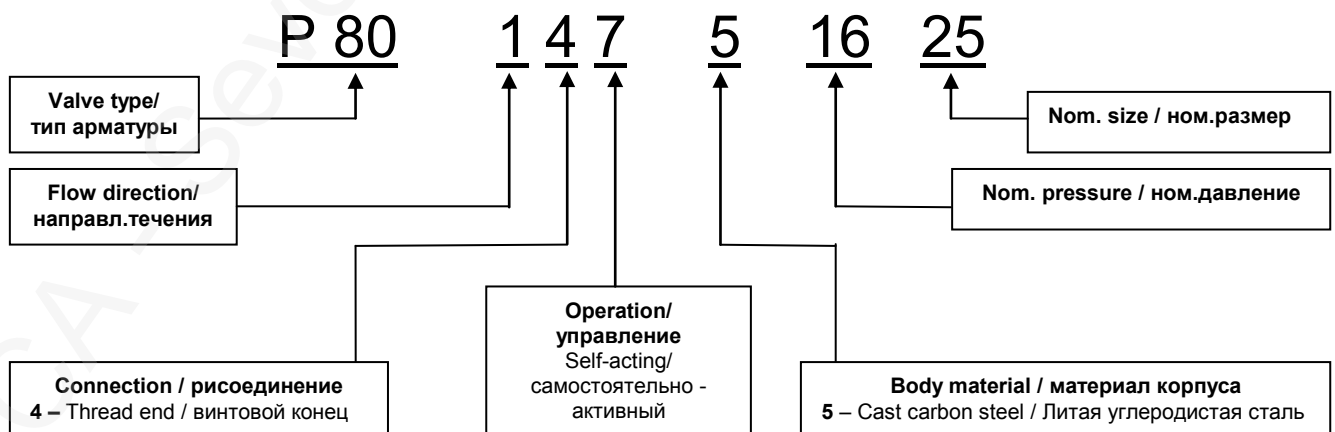 P 80 1 4 7 5 16 25
Valve type/
тип арматуры
Nom. size / ном.размер
Flow direction/
направл.течения
Nom. pressure / ном.давление
Operation/
управление
Self-acting/
самостоятельно -
активный
Connection / рисоединение
4 – Thread end / винтовой конец
Body material / материал корпуса
5 – Cast carbon steel / Литая углеродистая сталь